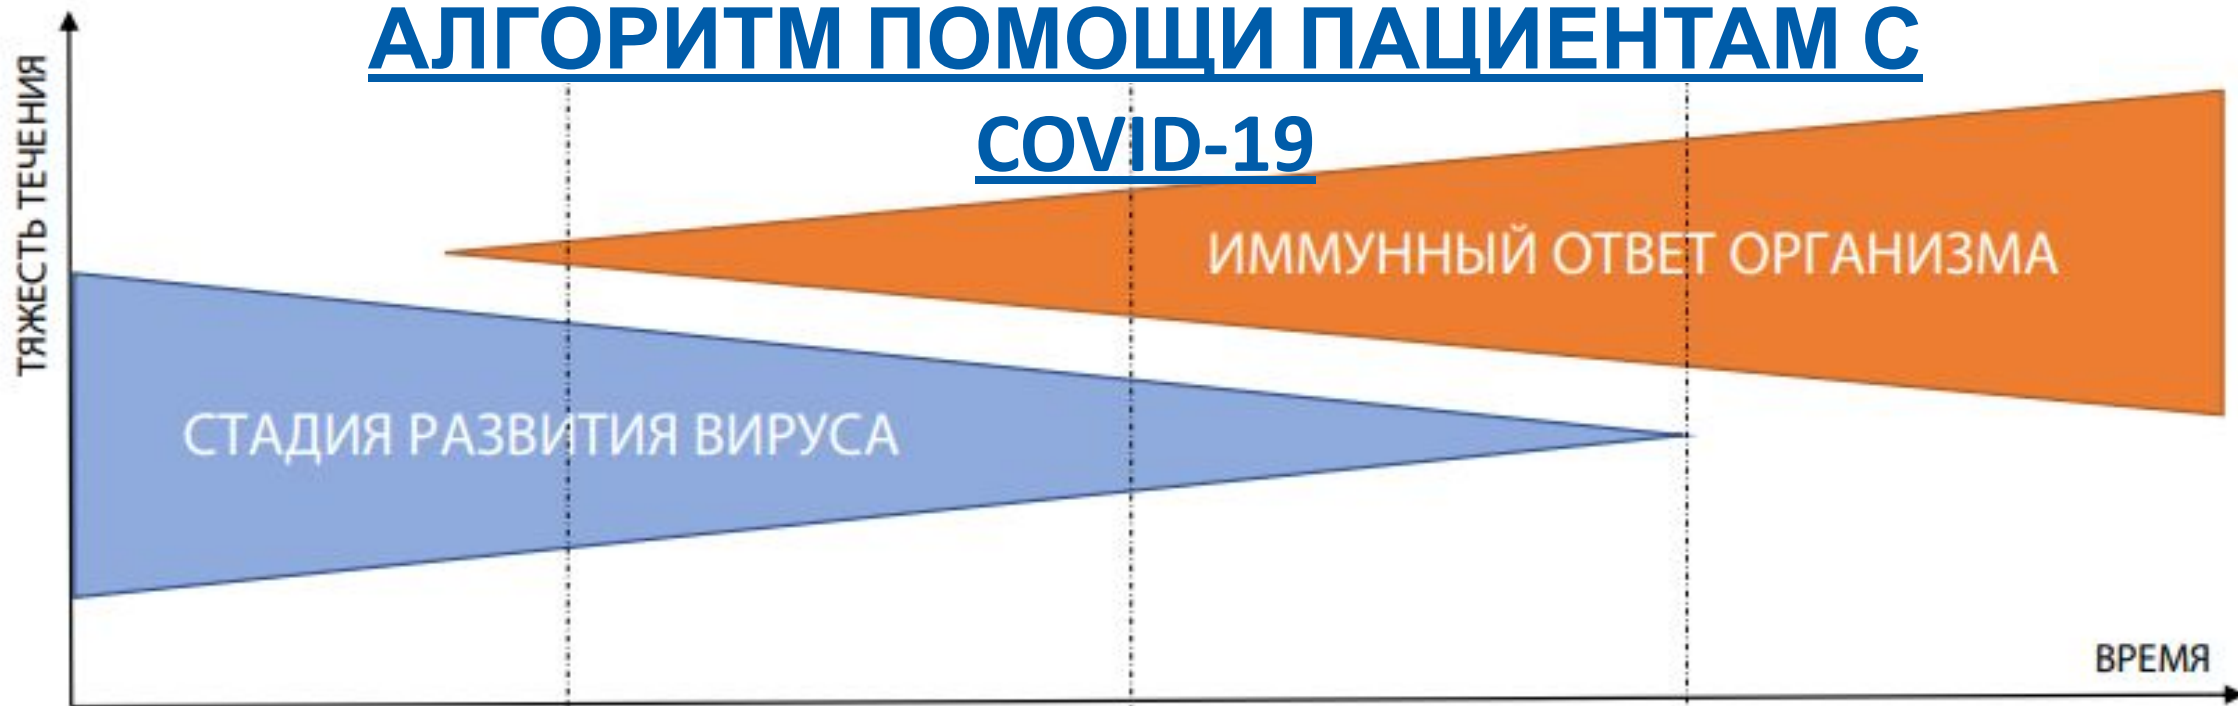 АЛГОРИТМ ПОМОЩИ ПАЦИЕНТАМ С
COVID-19
ТЯЖЕСТЬ ТЕЧЕНИЯ
ИММУННЫЙ ОТВЕТ ОРГАНИЗМА
СТАДИЯ РАЗВИТИЯ ВИРУСА
ВРЕМЯ